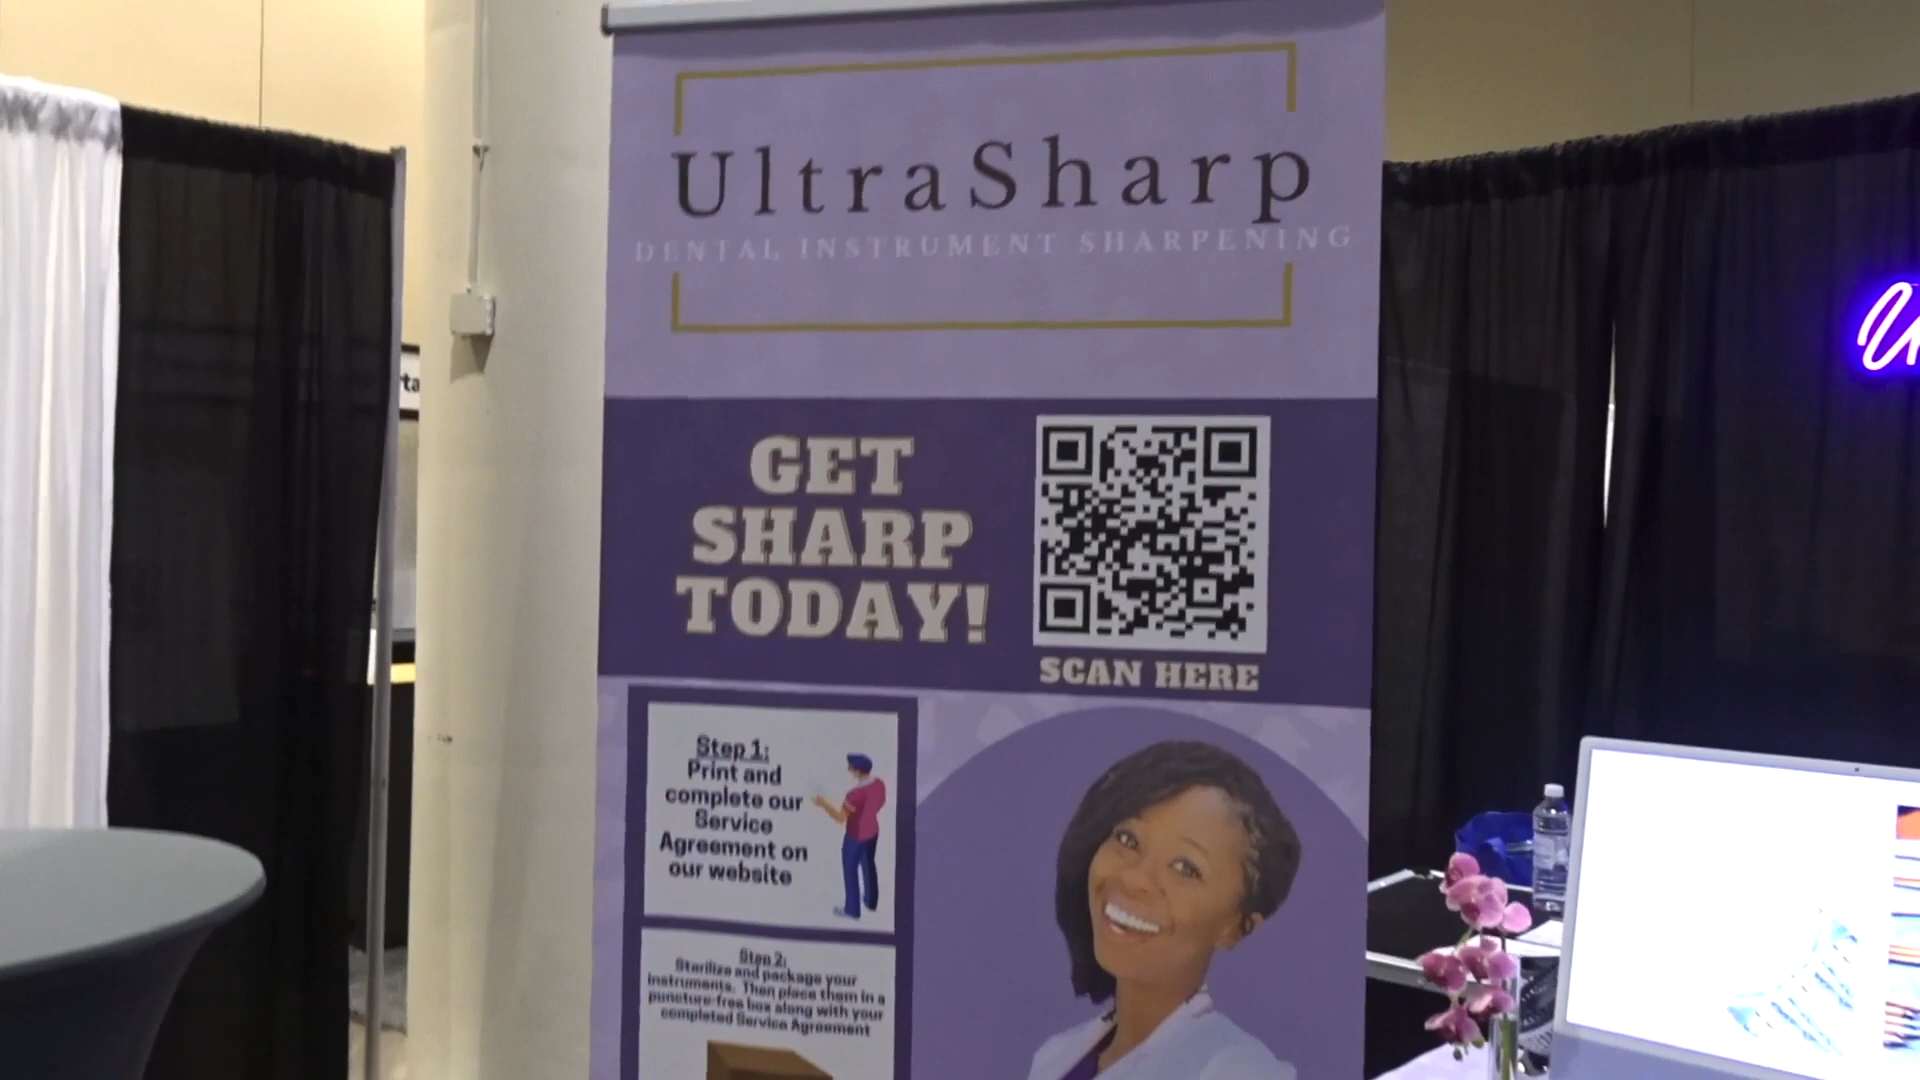 UltraSharp
DENTAL INSTRUMENT SHARPENING
GET
SHARP
TODAY!
SCAN HERE
Step 1:
Print and
complete our
Service
Agreement on
our website
Step 2:
Sterilize and package your
instruments. Then place them in a
puncture-free box along with your
completed Service Agreement